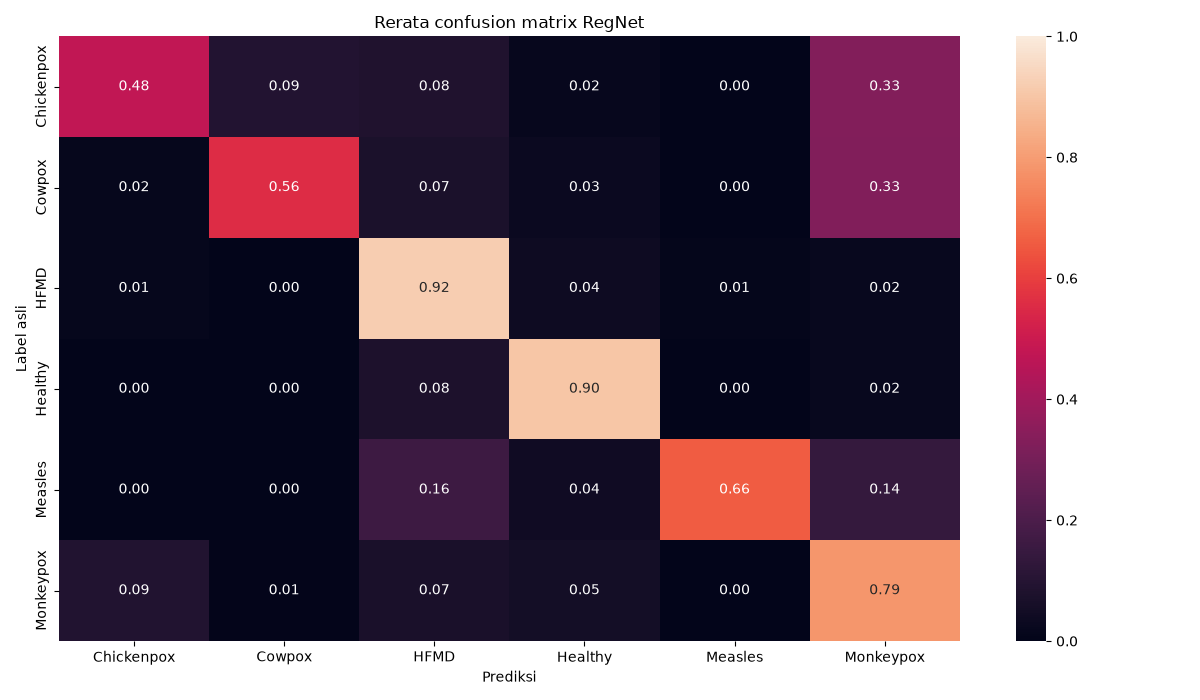 Rerata confusion matrix RegNet
Label asli
Chickenpox 0.48 0.09 0.08 0.02 0.00 0.33
Cowpox 0.02 0.56 0.07 0.03 0.00 0.33
HFMD 0.01 0.00 0.92 0.04 0.01 0.02
Healthy 0.00 0.00 0.08 0.90 0.00 0.02
Measles 0.00 0.00 0.16 0.04 0.66 0.14
Monkeypox 0.09 0.01 0.07 0.05 0.00 0.79
Chickenpox Cowpox HFMD Healthy Measles Monkeypox
Prediksi
1.0
0.8
0.6
0.4
0.2
0.0